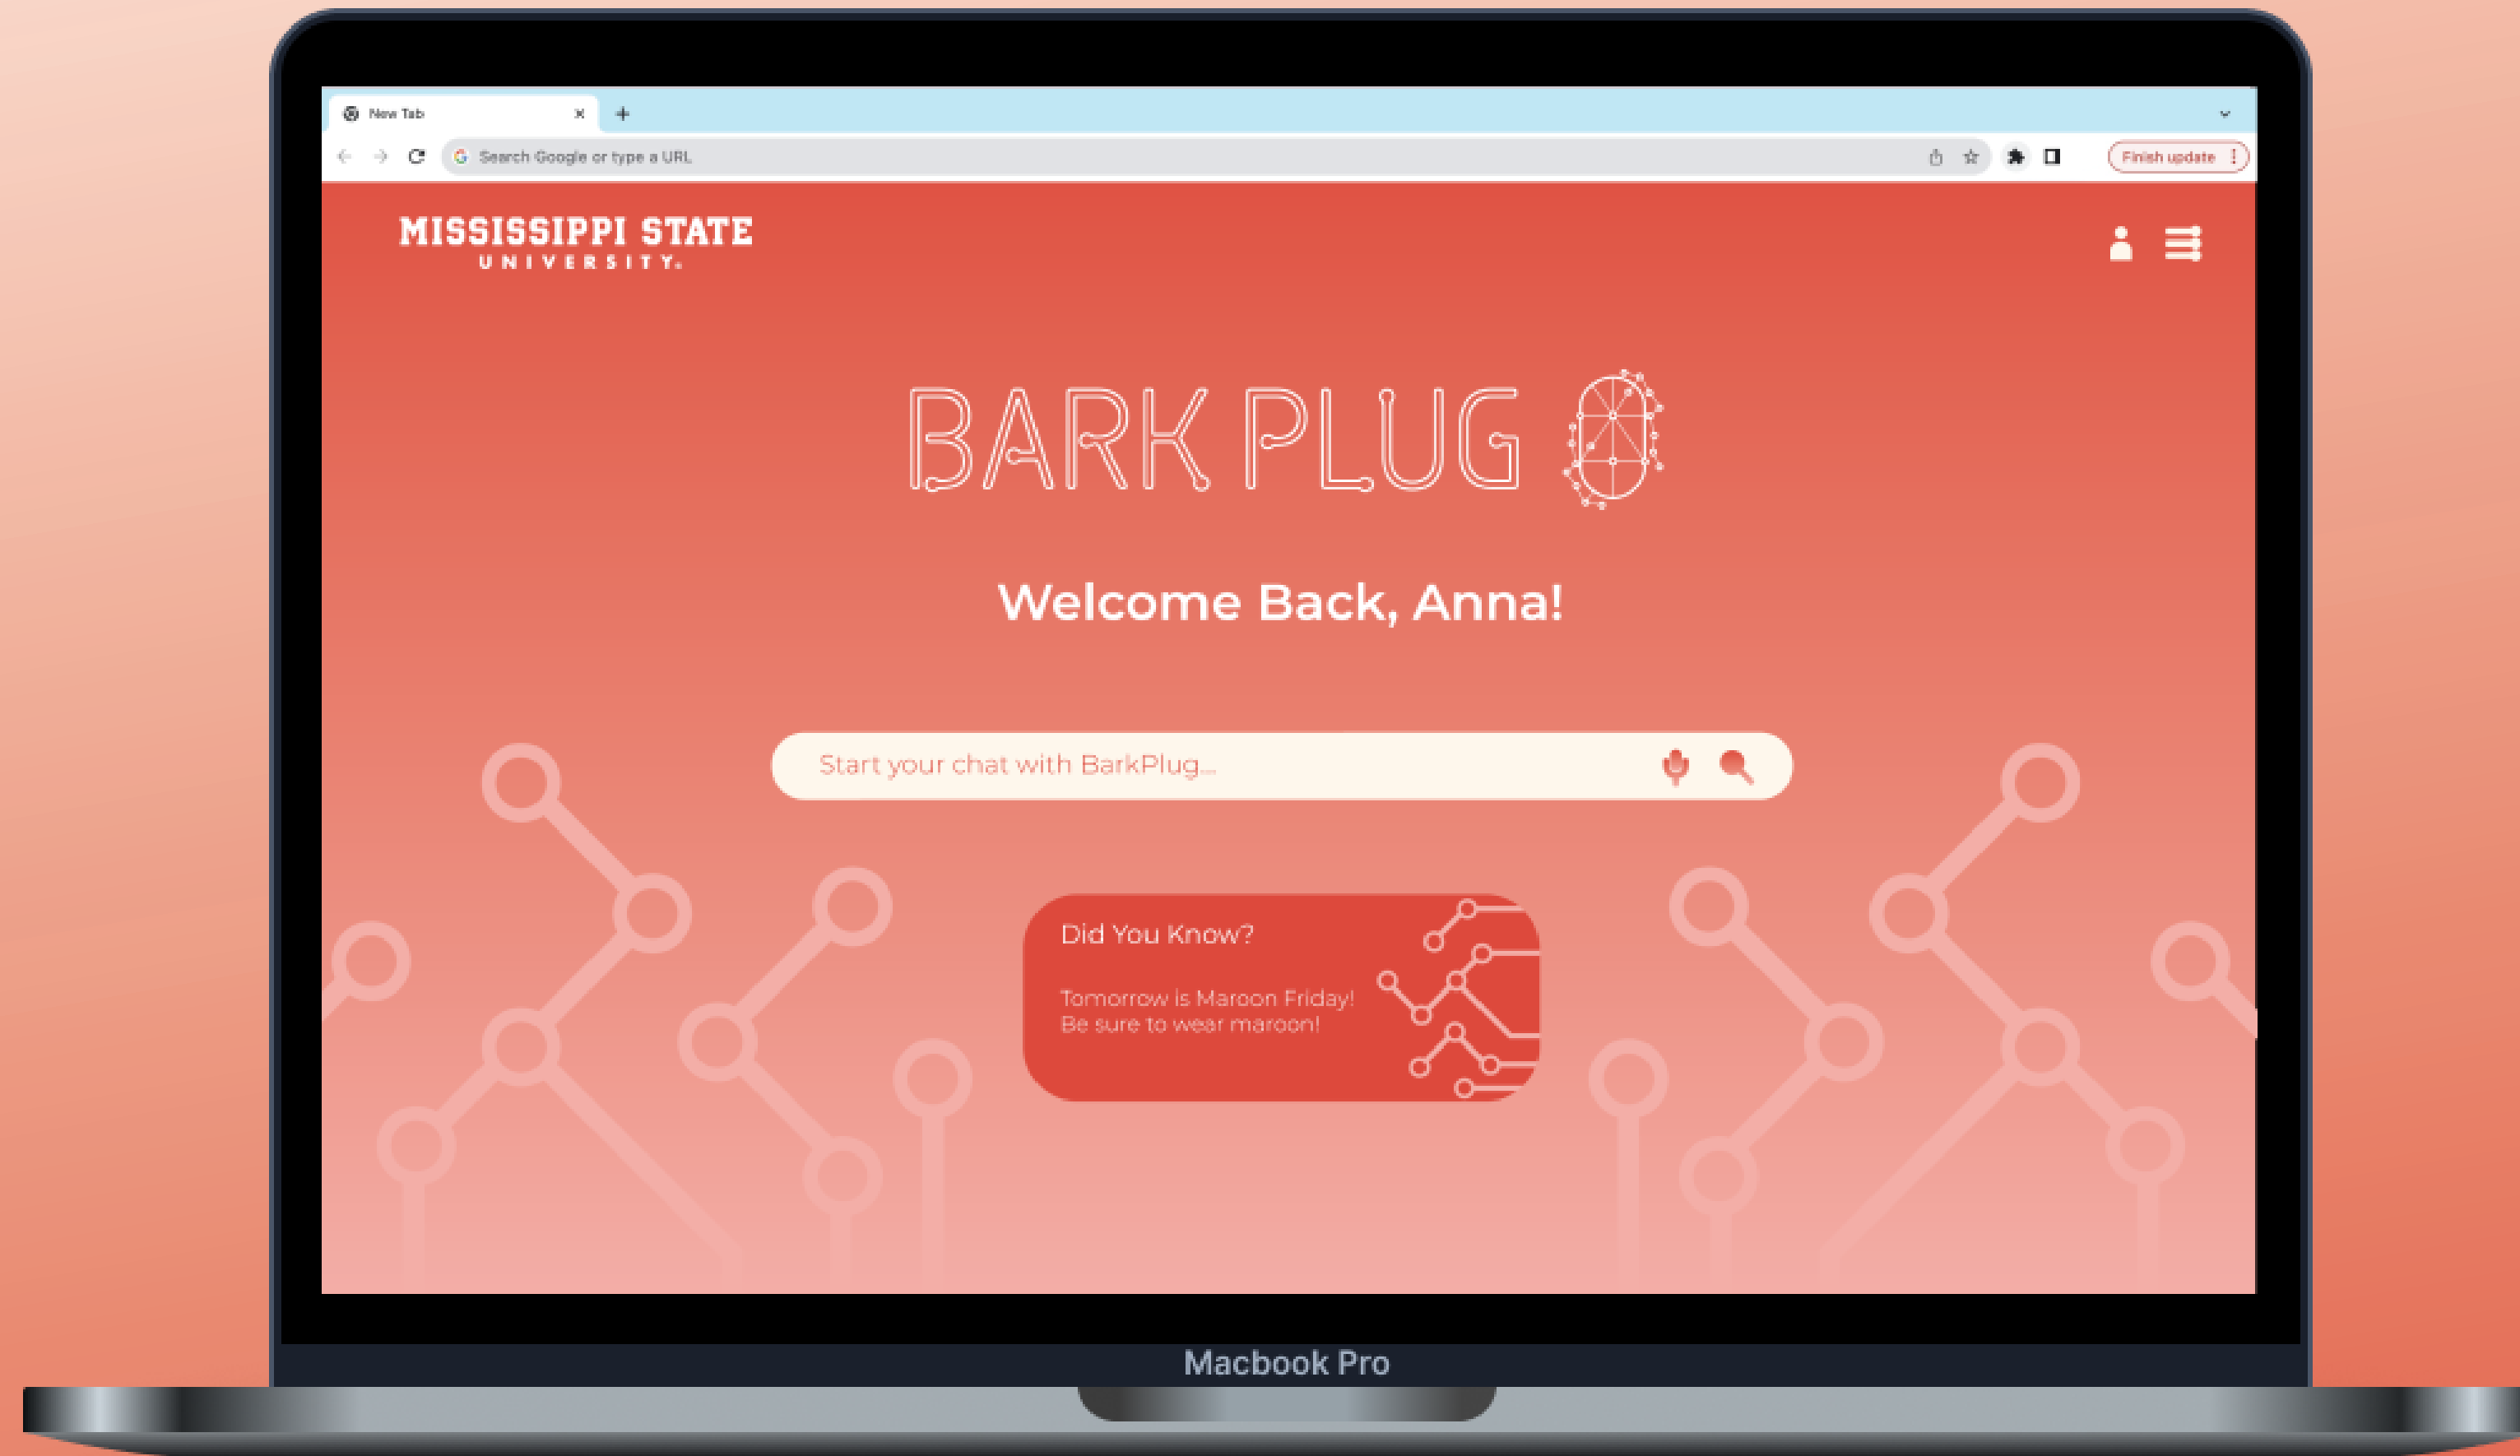 New Tab
Search Google or type a URL
Finish update
MISSISSIPPI STATE
UNIVERSITY.
BARK PLUG
Welcome Back, Anna!
Start your chat with BarkPlug...
Did You Know?
Tomorrow is Maroon Friday!
Be sure to wear maroon!
Macbook Pro